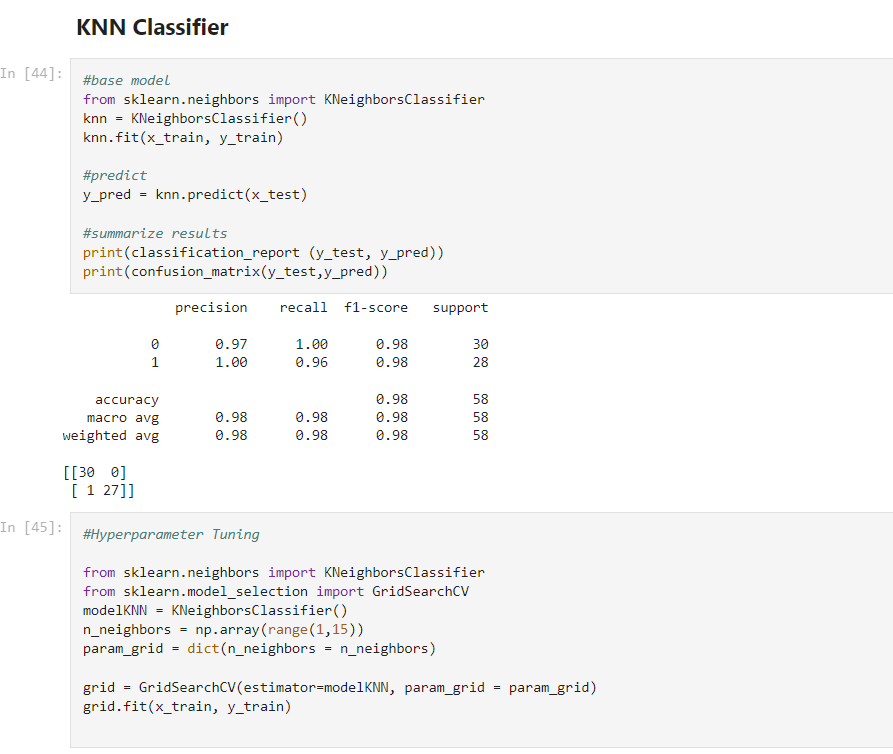 KNN Classifier
In [44]:
#base model
from sklearn.neighbors import KNeighborsClassifier
knn = KNeighborsClassifier()
knn.fit(x_train, y_train)
#predict
y_pred = knn.predict(x_test)
#summarize results
print(classification_report (y_test, y_pred))
print(confusion_matrix(y_test,y_pred))
precision recall f1-score support
0 0.97 1.00 0.98 30
1 1.00 0.96 0.98 28
accuracy 0.98 58
macro avg 0.98 0.98 0.98 58
weighted avg 0.98 0.98 0.98 58
[[30 0]
[ 1 27]]
In [45]:
#Hyperparameter Tuning
from sklearn.neighbors import KNeighborsClassifier
from sklearn.model_selection import GridSearchCV
modelKNN = KNeighborsClassifier()
n_neighbors = np.array(range(1,15))
param_grid = dict(n_neighbors = n_neighbors)
grid = GridSearchCV(estimator=modelKNN, param_grid = param_grid)
grid.fit(x_train, y_train)